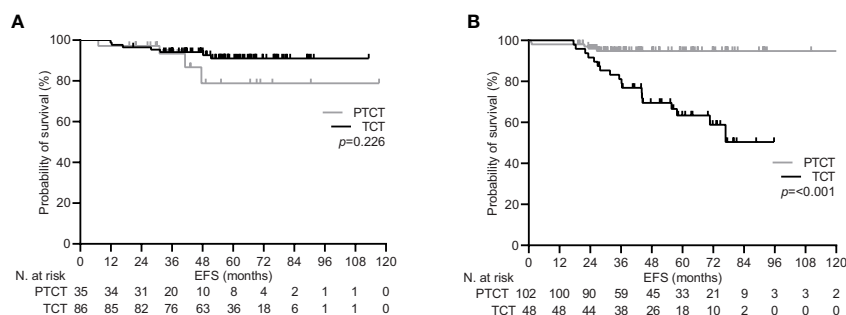 A
100
80
60
40
20
0
Probability of survival (%)
PTCT
TCT
p=0.226
0 12 24 36 48 60 72 84 96 108 120
N. at risk
EFS (months)
PTCT 35 34 31 20 10 8 4 2 1 1 0
TCT 86 85 82 76 63 36 18 6 1 1 0
B
100
80
60
40
20
0
Probability of survival (%)
PTCT
TCT
p=<0.001
0 12 24 36 48 60 72 84 96 108 120
N. at risk
EFS (months)
PTCT 102 100 90 59 45 33 21 9 3 3 2
TCT 48 48 44 38 26 18 10 2 0 0 0